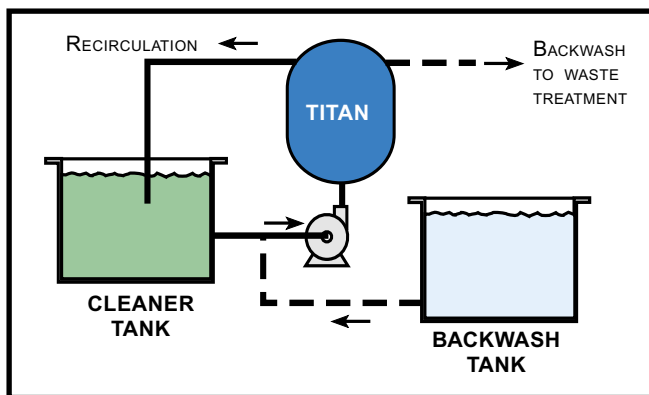 RECIRCULATION
BACKWASH
TO WASTE
TREATMENT
TITAN
CLEANER
TANK
BACKWASH
TANK